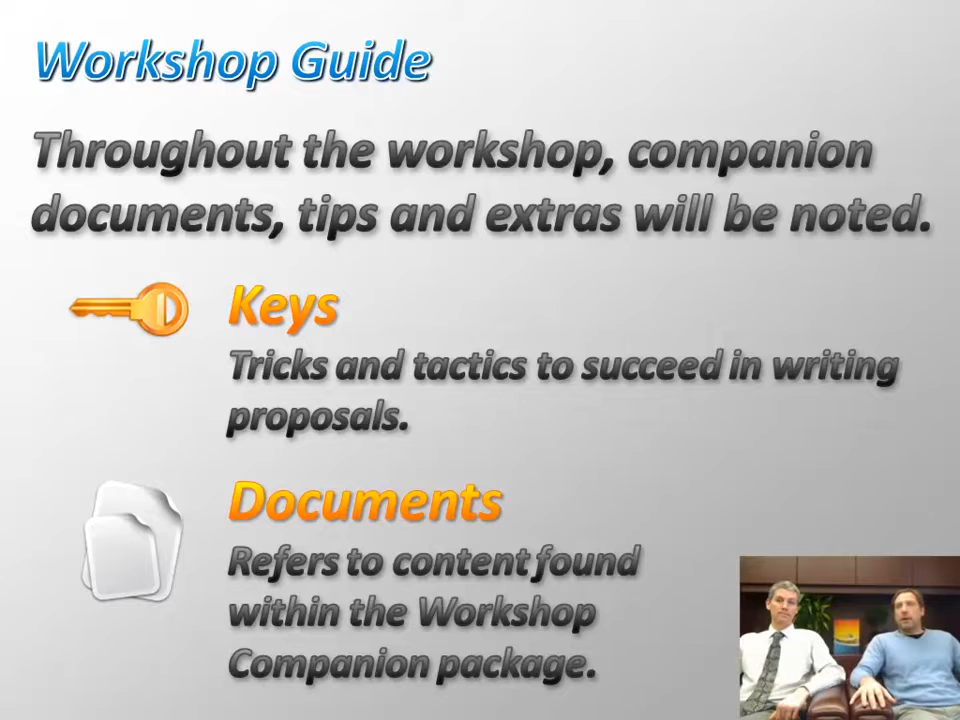 Workshop Guide
Throughout the workshop, companion
documents, tips and extras will be noted.
Keys
Tricks and tactics to succeed in writing
proposals.
Documents
Refers to content found
within the Workshop
Companion package.